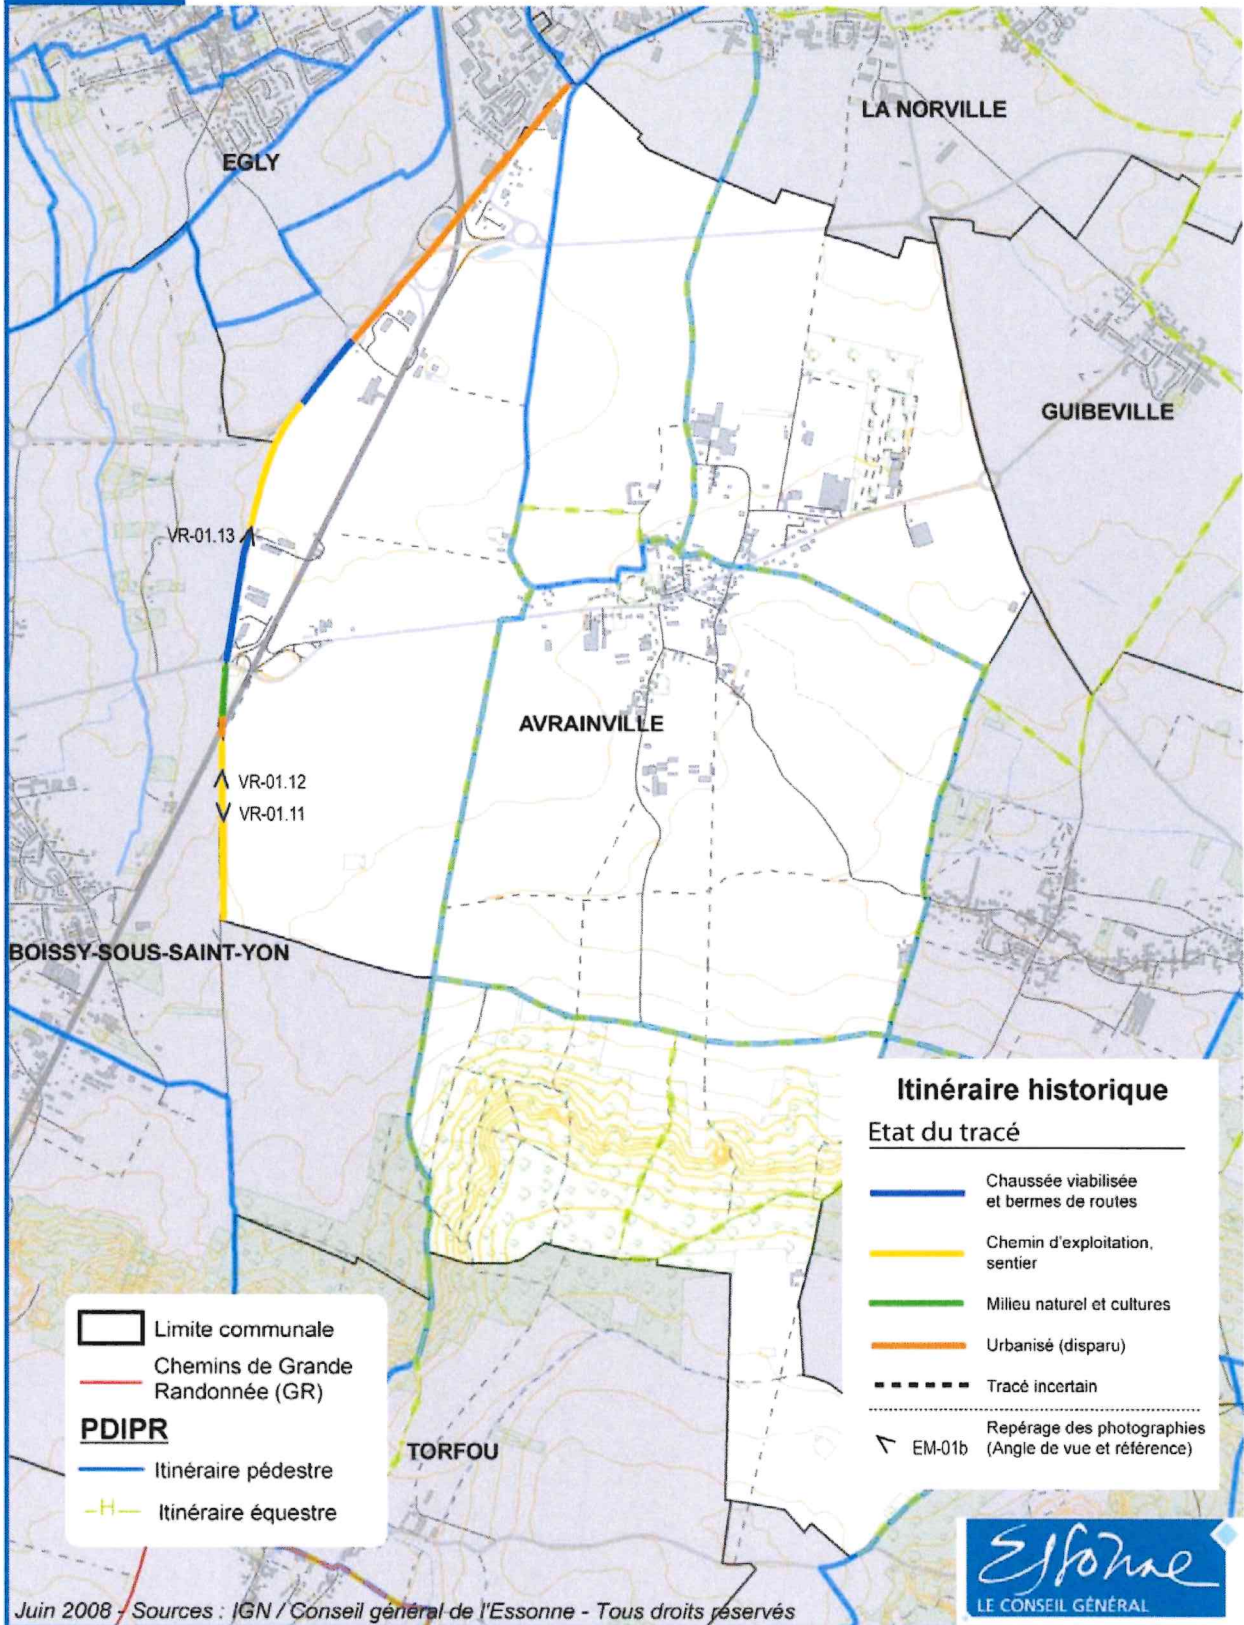 LA NORVILLE
EGLY
GUIBEVILLE
VR-01.13
AVRAINVILLE
VR-01.12
VR-01.11
BOISSY-SOUS-SAINT-YON
TORFOU
Itinéraire historique
Etat du tracé
Chaussée viabilisée
et bermes de routes
Chemin d'exploitation,
sentier
Milieu naturel et cultures
Urbanisé (disparu)
Tracé incertain
EM-01b
Repérage des photographies
(Angle de vue et référence)
Limite communale
Chemins de Grande
Randonnée (GR)
PDIPR
Itinéraire pédestre
H
Itinéraire équestre
Essonne
LE CONSEIL GÉNÉRAL
Juin 2008 - Sources : IGN / Conseil général de l'Essonne - Tous droits réservés